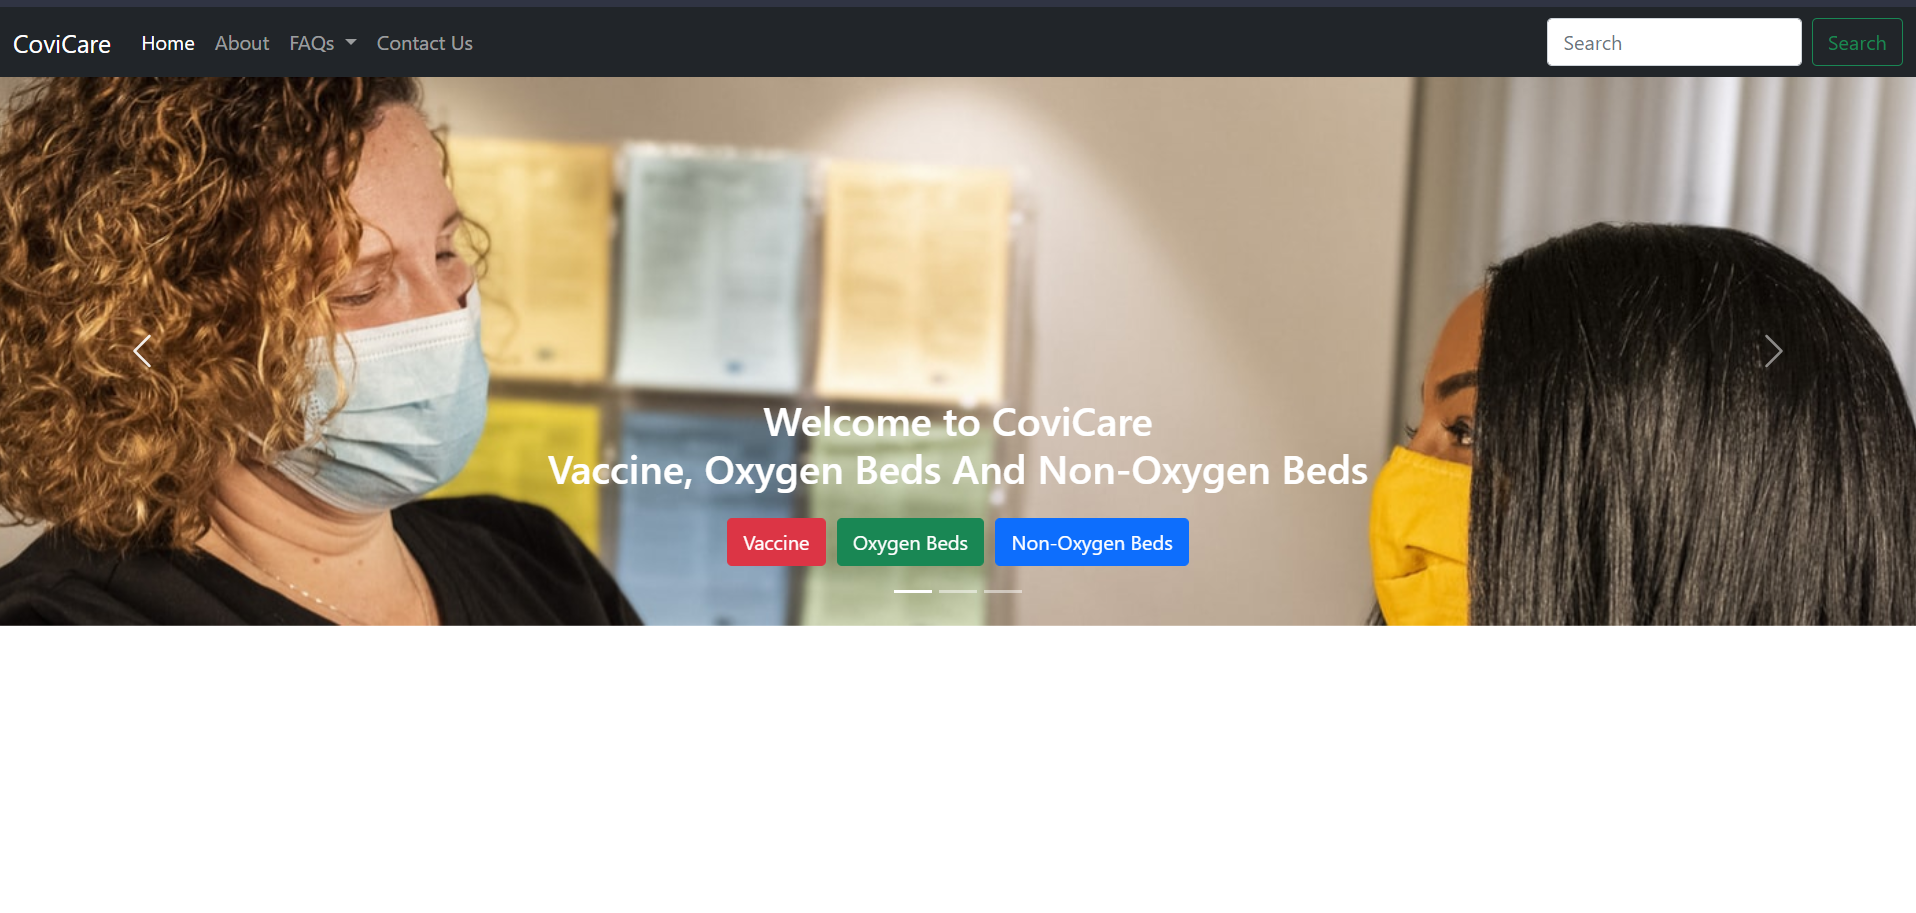 CoviCare Home About FAQs Contact Us Search Search
Welcome to CoviCare
Vaccine, Oxygen Beds And Non-Oxygen Beds
Vaccine Oxygen Beds Non-Oxygen Beds